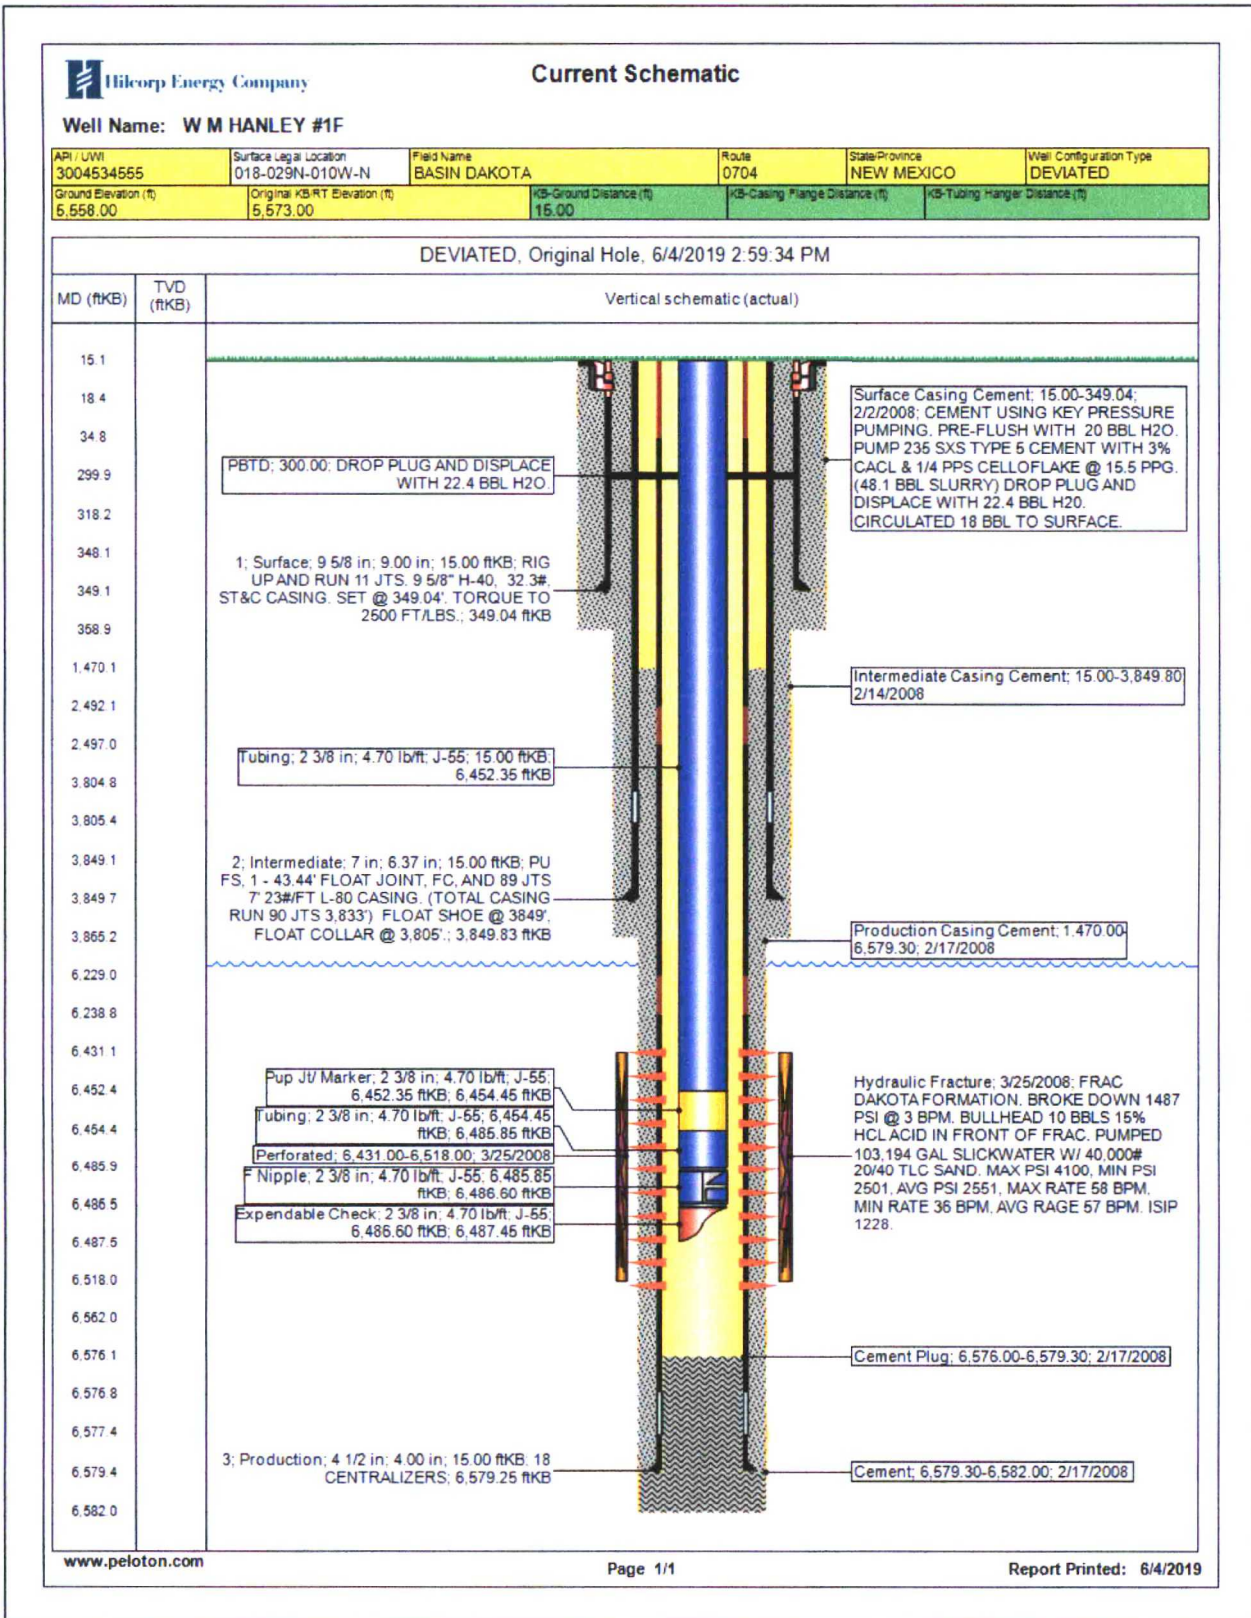 Hilcorp Energy Company
Current Schematic
Well Name: W M HANLEY #1F
API / UWI
3004534555
Surface Legal Location
018-029N-010W-N
Field Name
BASIN DAKOTA
Route
0704
State/Province
NEW MEXICO
Well Configuration Type
DEVIATED
Ground Elevation (ft)
5,558.00
Original KB/RT Elevation (ft)
5,573.00
KB-Ground Distance (ft)
15.00
KB-Casing Flange Distance (ft)
KB-Tubing Hanger Distance (ft)
DEVIATED, Original Hole, 6/4/2019 2:59:34 PM
MD (ftKB)
TVD
(ftKB)
Vertical schematic (actual)
15.1
18.4
34.8
299.9
318.2
348.1
349.1
358.9
1,470.1
2,492.1
2,497.0
3,804.8
3,805.4
3,849.1
3,849.7
3,865.2
6,229.0
6,238.8
6,431.1
6,452.4
6,454.4
6,485.9
6,486.5
6,487.5
6,518.0
6,562.0
6,576.1
6,576.8
6,577.4
6,579.4
6,582.0
PBTD; 300.00; DROP PLUG AND DISPLACE
WITH 22.4 BBL H2O.
1; Surface; 9 5/8 in; 9.00 in; 15.00 ftKB; RIG
UP AND RUN 11 JTS. 9 5/8" H-40, 32.3#,
ST&C CASING. SET @ 349.04'. TORQUE TO
2500 FT/LBS.; 349.04 ftKB
Tubing; 2 3/8 in; 4.70 lb/ft; J-55; 15.00 ftKB;
6,452.35 ftKB
2; Intermediate; 7 in; 6.37 in; 15.00 ftKB; PU
FS, 1 - 43.44' FLOAT JOINT, FC, AND 89 JTS
7' 23#/FT L-80 CASING. (TOTAL CASING
RUN 90 JTS 3,833') FLOAT SHOE @ 3849',
FLOAT COLLAR @ 3,805'.; 3,849.83 ftKB
Pup Jt/ Marker; 2 3/8 in; 4.70 lb/ft; J-55;
6,452.35 ftKB; 6,454.45 ftKB
Tubing; 2 3/8 in; 4.70 lb/ft; J-55; 6,454.45
ftKB; 6,485.85 ftKB
Perforated; 6,431.00-6,518.00; 3/25/2008
F Nipple; 2 3/8 in; 4.70 lb/ft; J-55; 6,485.85
ftKB; 6,486.60 ftKB
Expendable Check; 2 3/8 in; 4.70 lb/ft; J-55;
6,486.60 ftKB; 6,487.45 ftKB
3; Production; 4 1/2 in; 4.00 in; 15.00 ftKB; 18
CENTRALIZERS; 6,579.25 ftKB
Surface Casing Cement; 15.00-349.04;
2/2/2008; CEMENT USING KEY PRESSURE
PUMPING. PRE-FLUSH WITH 20 BBL H2O.
PUMP 235 SXS TYPE 5 CEMENT WITH 3%
CACL & 1/4 PPS CELLOFLAKE @ 15.5 PPG.
(48.1 BBL SLURRY) DROP PLUG AND
DISPLACE WITH 22.4 BBL H20.
CIRCULATED 18 BBL TO SURFACE.
Intermediate Casing Cement; 15.00-3,849.80;
2/14/2008
Production Casing Cement; 1,470.00-
6,579.30; 2/17/2008
Hydraulic Fracture; 3/25/2008; FRAC
DAKOTA FORMATION. BROKE DOWN 1487
PSI @ 3 BPM. BULLHEAD 10 BBLS 15%
HCL ACID IN FRONT OF FRAC. PUMPED
103,194 GAL SLICKWATER W/ 40,000#
20/40 TLC SAND. MAX PSI 4100, MIN PSI
2501, AVG PSI 2551, MAX RATE 58 BPM,
MIN RATE 36 BPM, AVG RAGE 57 BPM. ISIP
1228.
Cement Plug; 6,576.00-6,579.30; 2/17/2008
Cement; 6,579.30-6,582.00; 2/17/2008
www.peloton.com
Page 1/1
Report Printed: 6/4/2019